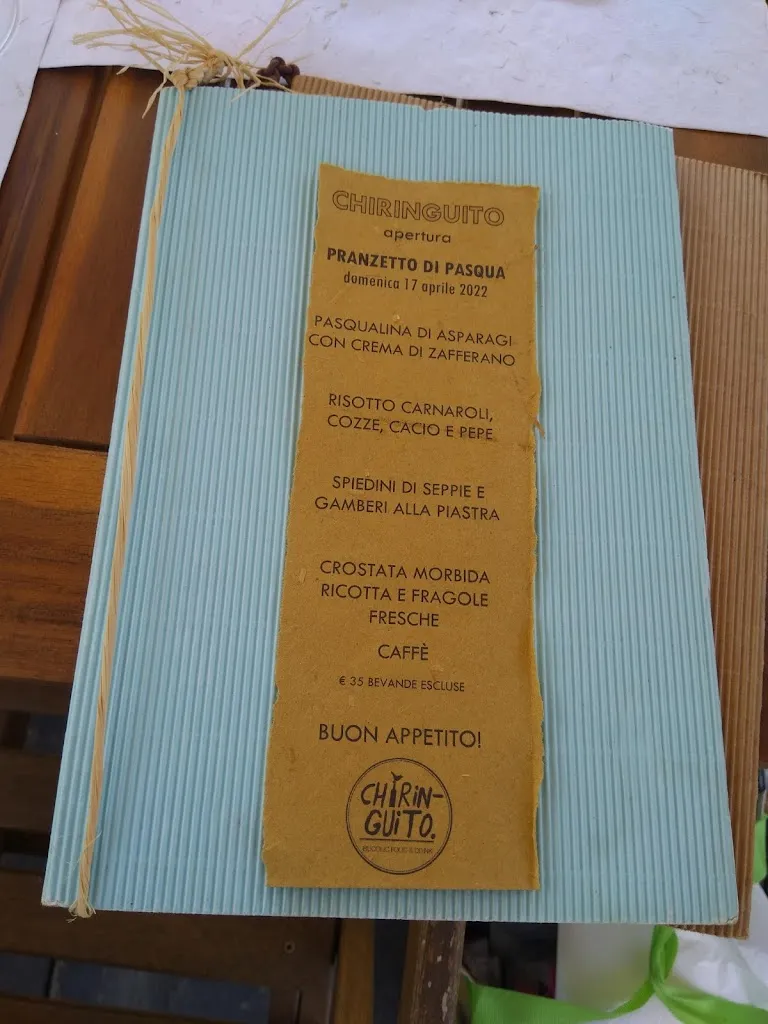 CHIRINGUITO
apertura
PRANZETTO DI PASQUA
domenica 17 aprile 2022
PASQUALINA DI ASPARAGI
CON CREMA DI ZAFFERANO
RISOTTO CARNAROLI,
COZZE, CACIO E PEPE
SPIEDINI DI SEPPIE E
GAMBERI ALLA PIASTRA
CROSTATA MORBIDA
RICOTTA E FRAGOLE
FRESCHE
CAFFÈ
€ 35 BEVANDE ESCLUSE
BUON APPETITO!
CHiRiN-
GUiTO.